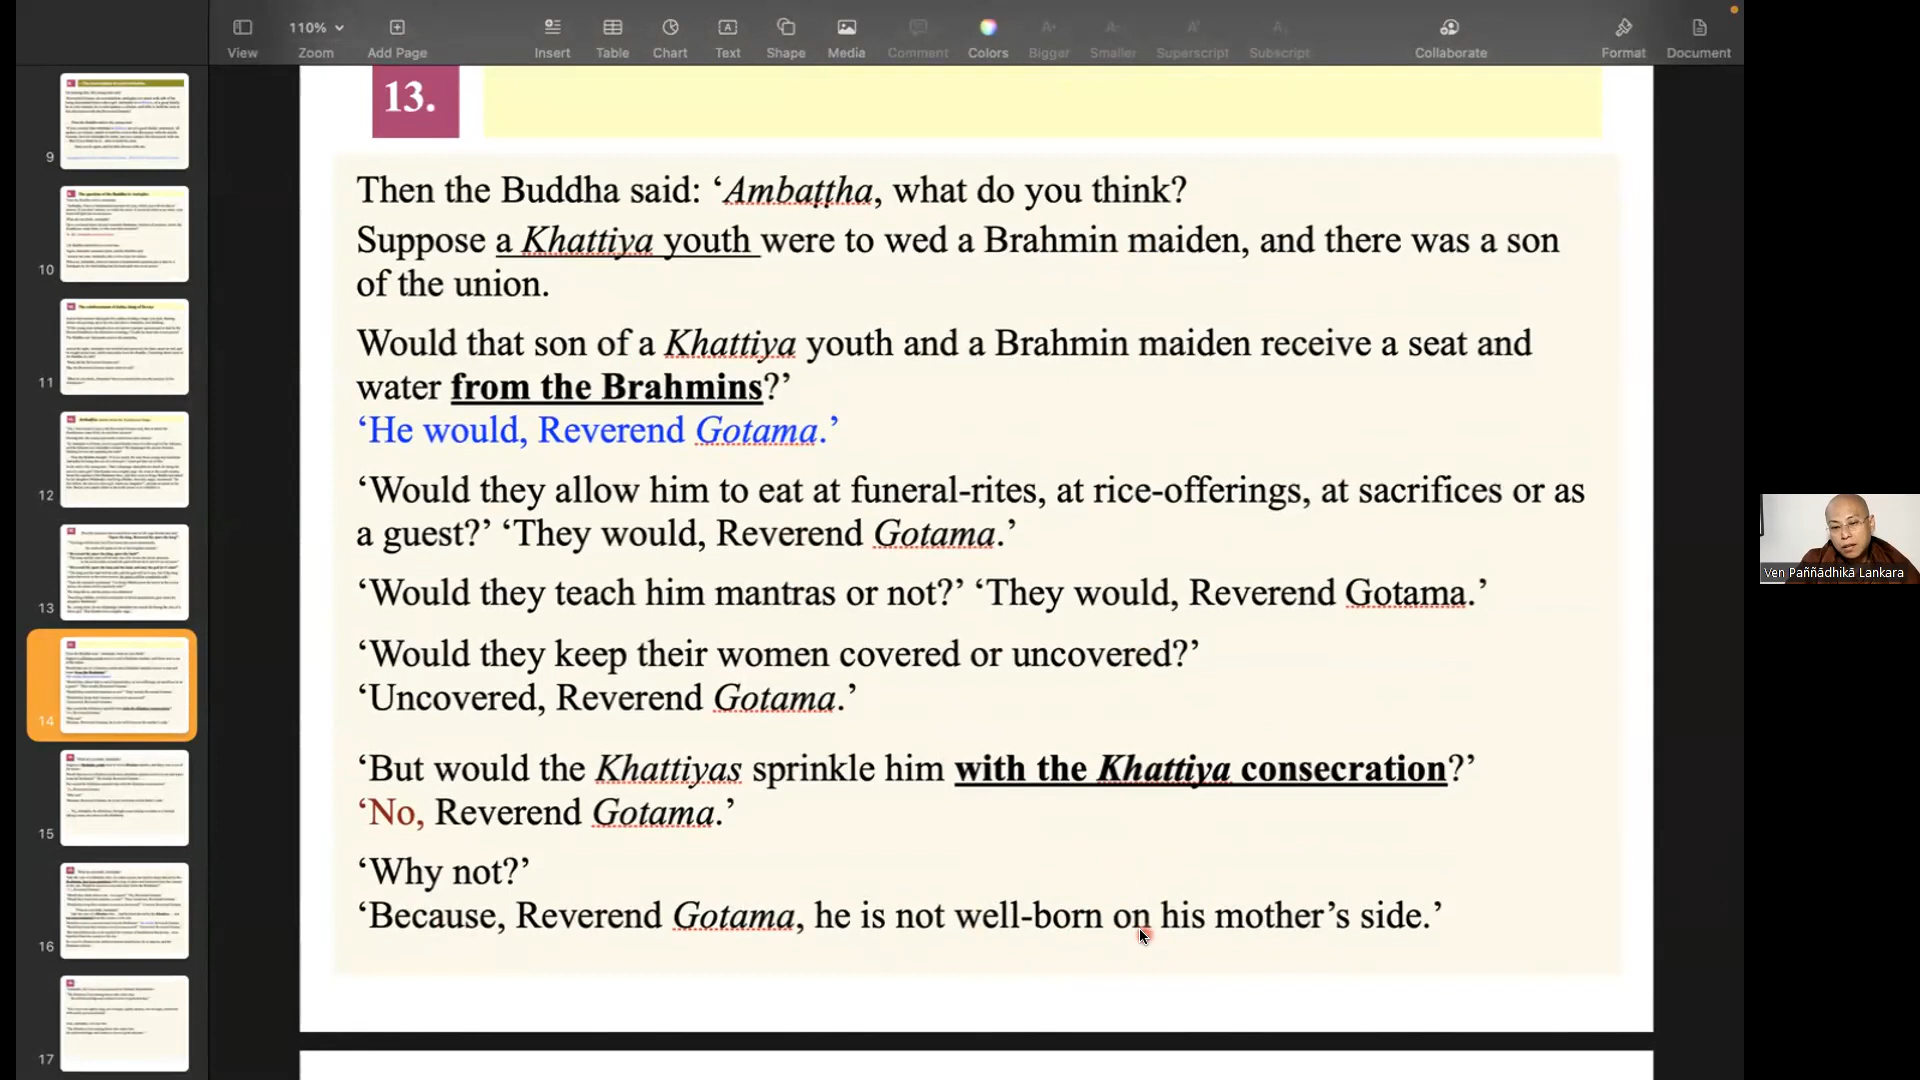 View
110%
Zoom
Add Page
Insert
Table
Chart
Text
Shape
Media
Comment
Colors
Bigger
Smaller
Superscript
Subscript
Collaborate
Format
Document
9
10
11
12
13
14
15
16
17
13.
Then the Buddha said: ‘Ambaṭṭha, what do you think?
Suppose a Khattiya youth were to wed a Brahmin maiden, and there was a son
of the union.
Would that son of a Khattiya youth and a Brahmin maiden receive a seat and
water from the Brahmins?’
‘He would, Reverend Gotama.’
‘Would they allow him to eat at funeral-rites, at rice-offerings, at sacrifices or as
a guest?’ ‘They would, Reverend Gotama.’
‘Would they teach him mantras or not?’ ‘They would, Reverend Gotama.’
‘Would they keep their women covered or uncovered?’
‘Uncovered, Reverend Gotama.’
‘But would the Khattiyas sprinkle him with the Khattiya consecration?’
‘No, Reverend Gotama.’
‘Why not?’
‘Because, Reverend Gotama, he is not well-born on his mother’s side.’
Ven Paññādhikā Lankara